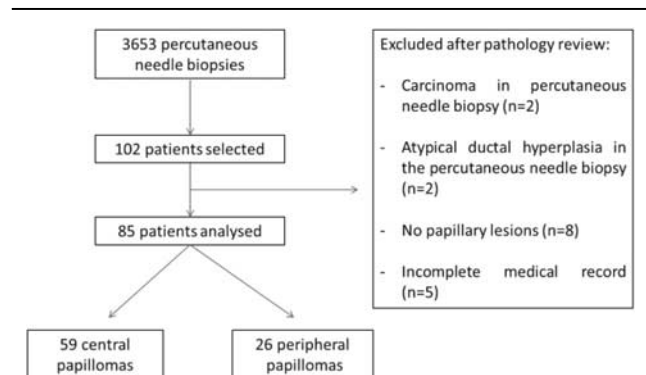 3653 percutaneous
needle biopsies
102 patients selected
85 patients analysed
59 central
papillomas
26 peripheral
papillomas
Excluded after pathology review:
- Carcinoma in percutaneous
needle biopsy (n=2)
- Atypical ductal hyperplasia in
the percutaneous needle biopsy
(n=2)
- No papillary lesions (n=8)
- Incomplete medical record
(n=5)